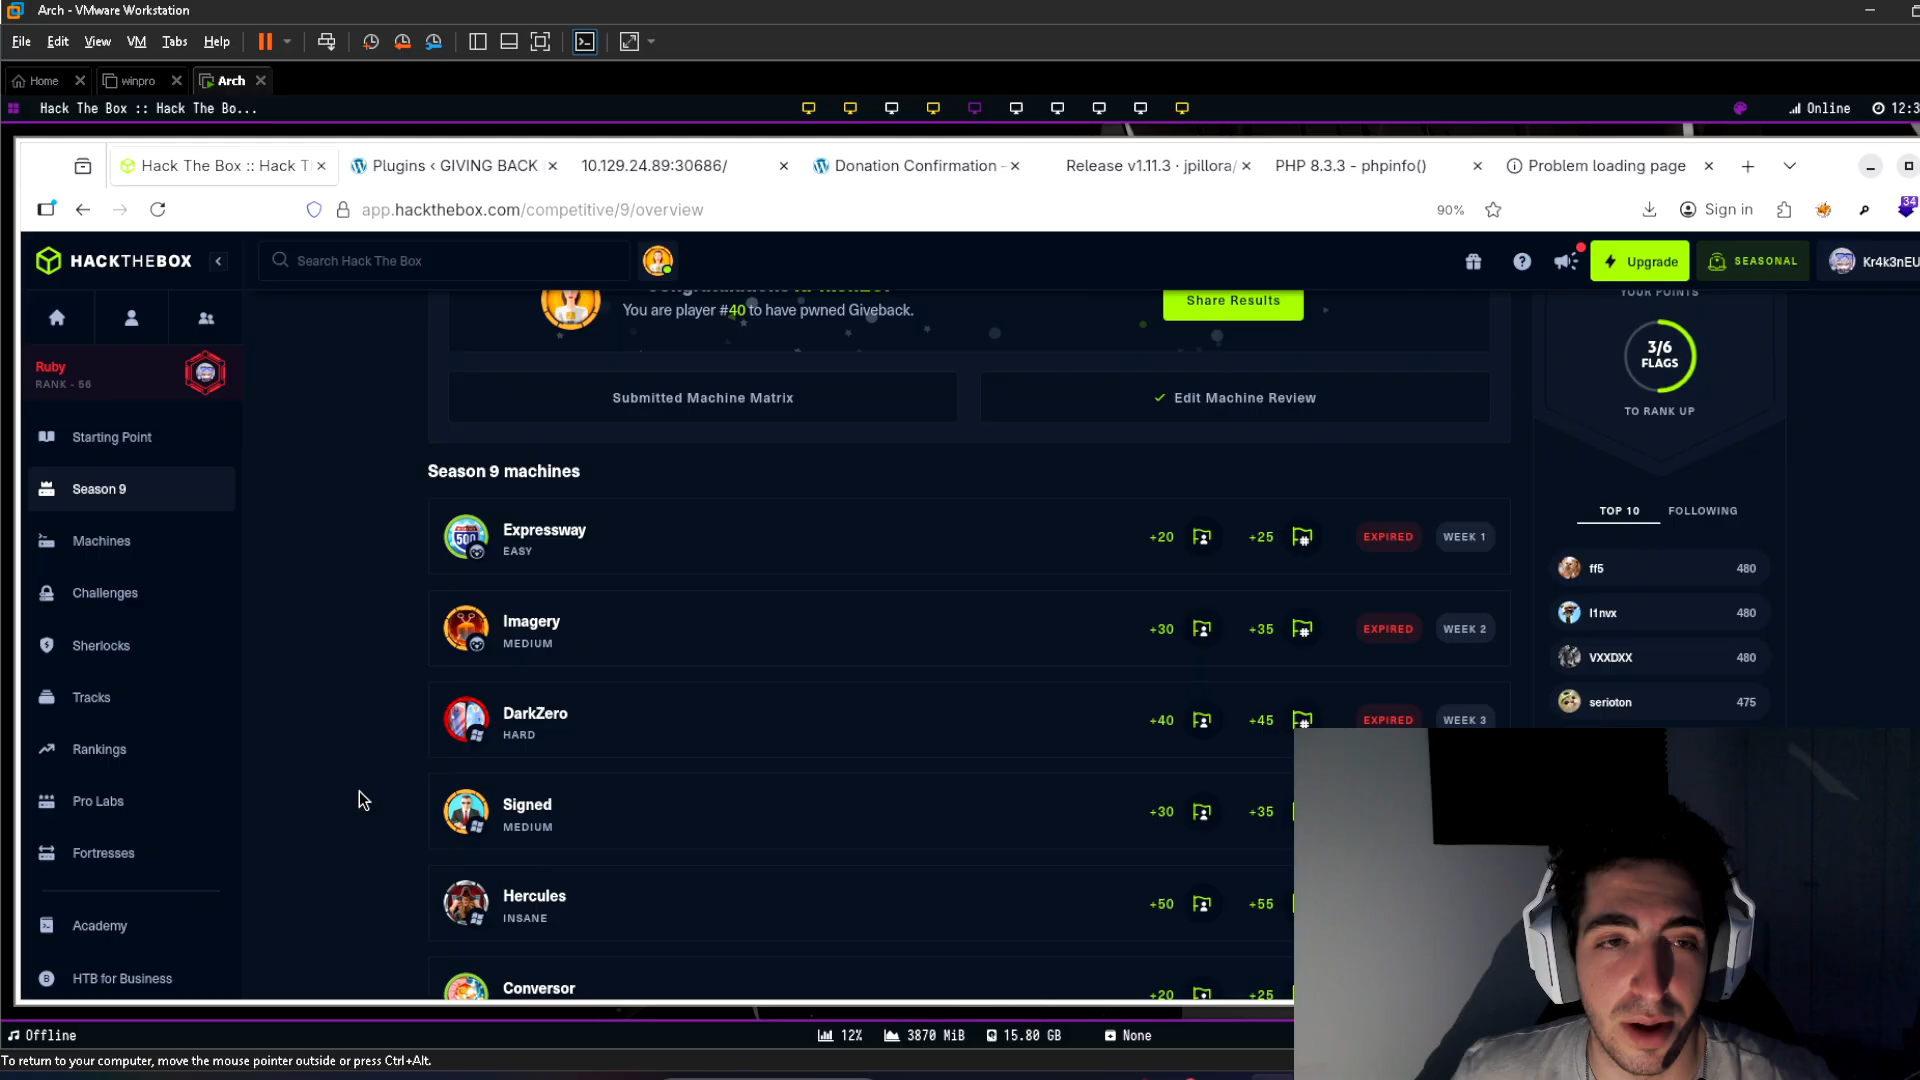 Arch - VMware Workstation
File Edit View VM Tabs Help
Home winpro Arch
Hack The Box :: Hack The Bo... Online 12:3
Hack The Box :: Hack T Plugins ‹ GIVING BACK 10.129.24.89:30686/ Donation Confirmation - Release v1.11.3 · jpillora/ PHP 8.3.3 - phpinfo() Problem loading page
app.hackthebox.com/competitive/9/overview 90% Sign in 34
HACKTHEBOX Search Hack The Box Upgrade SEASONAL Kr4k3nEU
You are player #40 to have pwned Giveback. Share Results YOUR POINTS
3/6
FLAGS
TO RANK UP
Ruby
RANK - 56
Submitted Machine Matrix Edit Machine Review
Starting Point
Season 9
Machines
Challenges
Sherlocks
Tracks
Rankings
Pro Labs
Fortresses
Academy
HTB for Business
Season 9 machines
Expressway +20 +25 EXPIRED WEEK 1
EASY
Imagery +30 +35 EXPIRED WEEK 2
MEDIUM
DarkZero +40 +45 EXPIRED WEEK 3
HARD
Signed +30 +35
MEDIUM
Hercules +50 +55
INSANE
Conversor +20 +25
TOP 10 FOLLOWING
ff5 480
l1nvx 480
VXXDXX 480
serioton 475
Offline 12% 3870 MiB 15.80 GB None
To return to your computer, move the mouse pointer outside or press Ctrl+Alt.